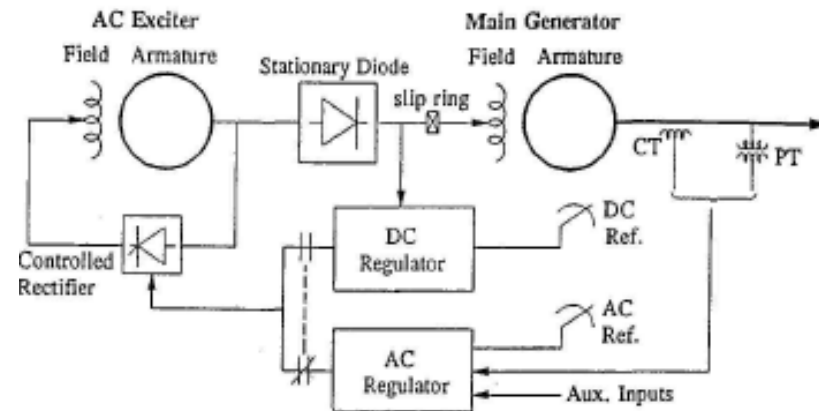 AC Exciter
Main Generator
Field Armature
Stationary Diode
Field Armature
slip ring
CT
PT
DC
Regulator
DC
Ref.
Controlled
Rectifier
AC
Regulator
AC
Ref.
Aux. Inputs